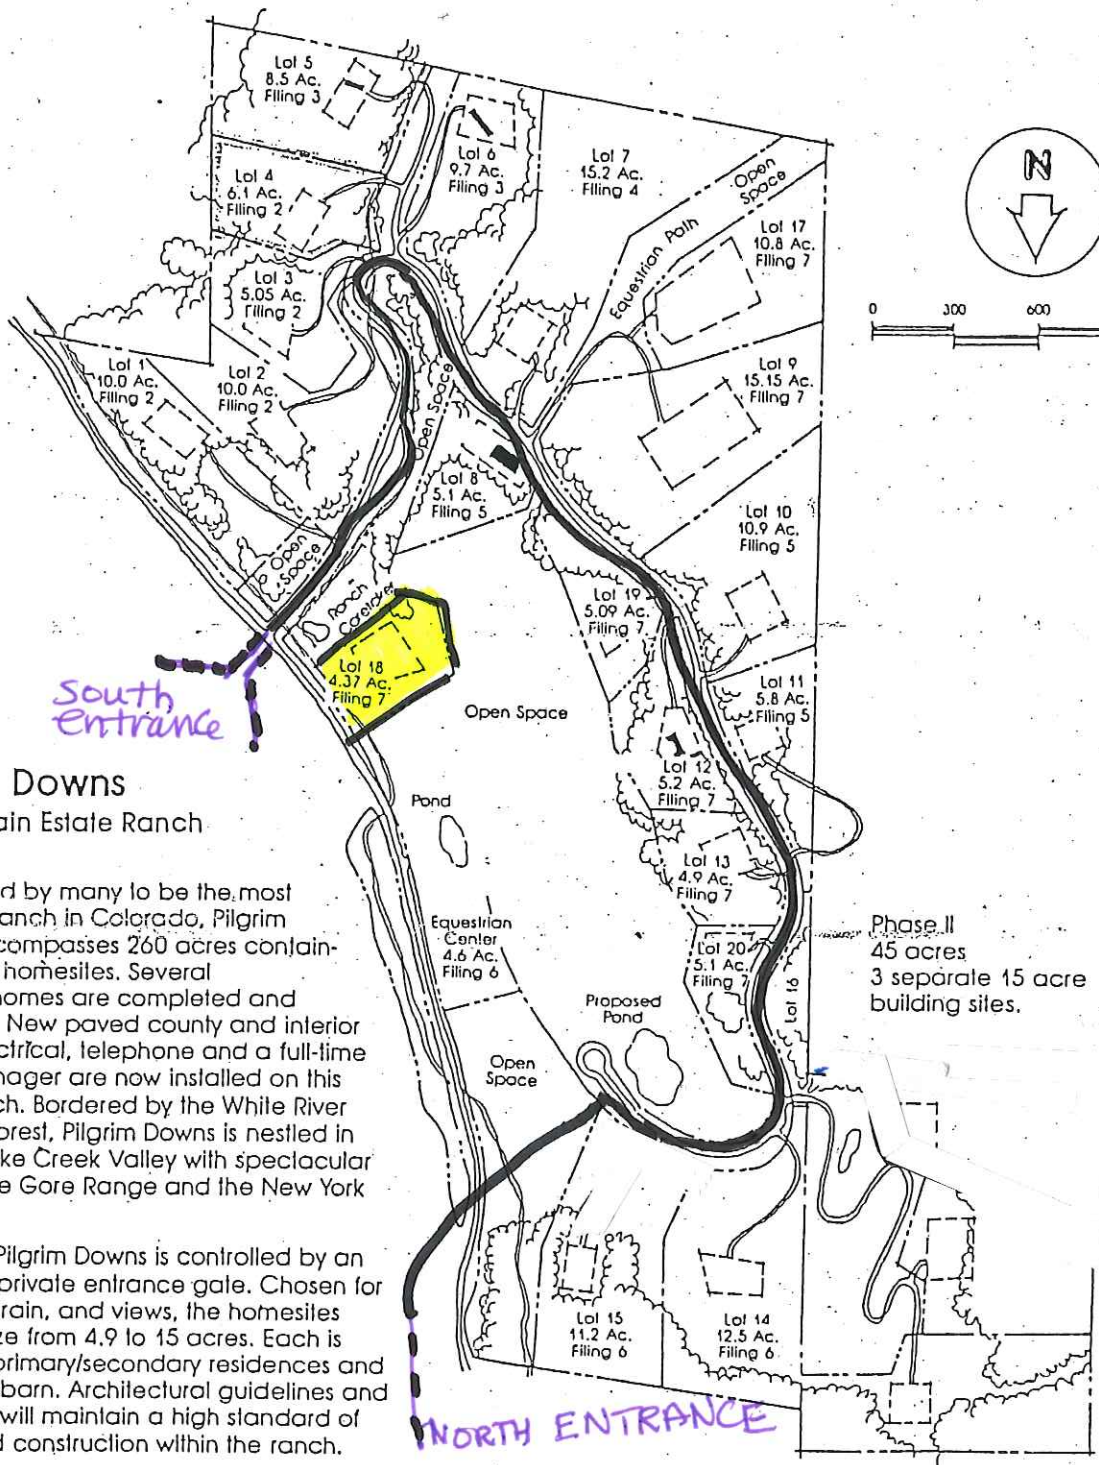 Lot 5
8.5 Ac.
Filing 3
Lot 6
9.7 Ac.
Filing 3
Lot 7
15.2 Ac.
Filing 4
Open
Space
Equestrian Path
N
0 300 600
Lot 4
6.1 Ac.
Filing 2
Lot 17
10.8 Ac.
Filing 7
Lot 3
5.05 Ac.
Filing 2
Lot 1
10.0 Ac.
Filing 2
Lot 2
10.0 Ac.
Filing 2
Open Space
Lot 9
15.15 Ac.
Filing 7
Lot 8
5.1 Ac.
Filing 5
Lot 10
10.9 Ac.
Filing 5
Open
Space
Ranch
Caretaker
Lot 19
5.09 Ac.
Filing 7
Lot 18
4.37 Ac.
Filing 7
Lot 11
5.8 Ac.
Filing 5
south
entrance
Open Space
Lot 12
5.2 Ac.
Filing 7
Downs
ain Estate Ranch
Pond
Lot 13
4.9 Ac.
Filing 7
d by many to be the most
anch in Colorado, Pilgrim
compasses 260 acres contain-
homesites. Several
omes are completed and
New paved county and interior
ctrical, telephone and a full-time
nager are now installed on this
ch. Bordered by the White River
orest, Pilgrim Downs is nestled in
ke Creek Valley with spectacular
e Gore Range and the New York
Equestrian
Center
4.6 Ac.
Filing 6
Lot 20
5.1 Ac.
Filing 7
Lot 16
Phase II
45 acres
3 separate 15 acre
building sites.
Proposed
Pond
Open
Space
Pilgrim Downs is controlled by an
private entrance gate. Chosen for
rain, and views, the homesites
ze from 4.9 to 15 acres. Each is
primary/secondary residences and
barn. Architectural guidelines and
will maintain a high standard of
d construction within the ranch.
Lot 15
11.2 Ac.
Filing 6
Lot 14
12.5 Ac.
Filing 6
NORTH ENTRANCE